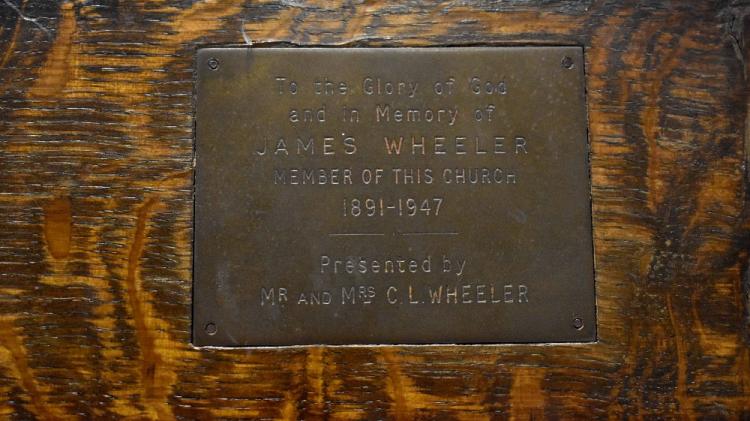 To the Glory of God
and in Memory of
JAMES WHEELER
MEMBER OF THIS CHURCH
1891-1947
Presented by
MR AND MRS C. L. WHEELER